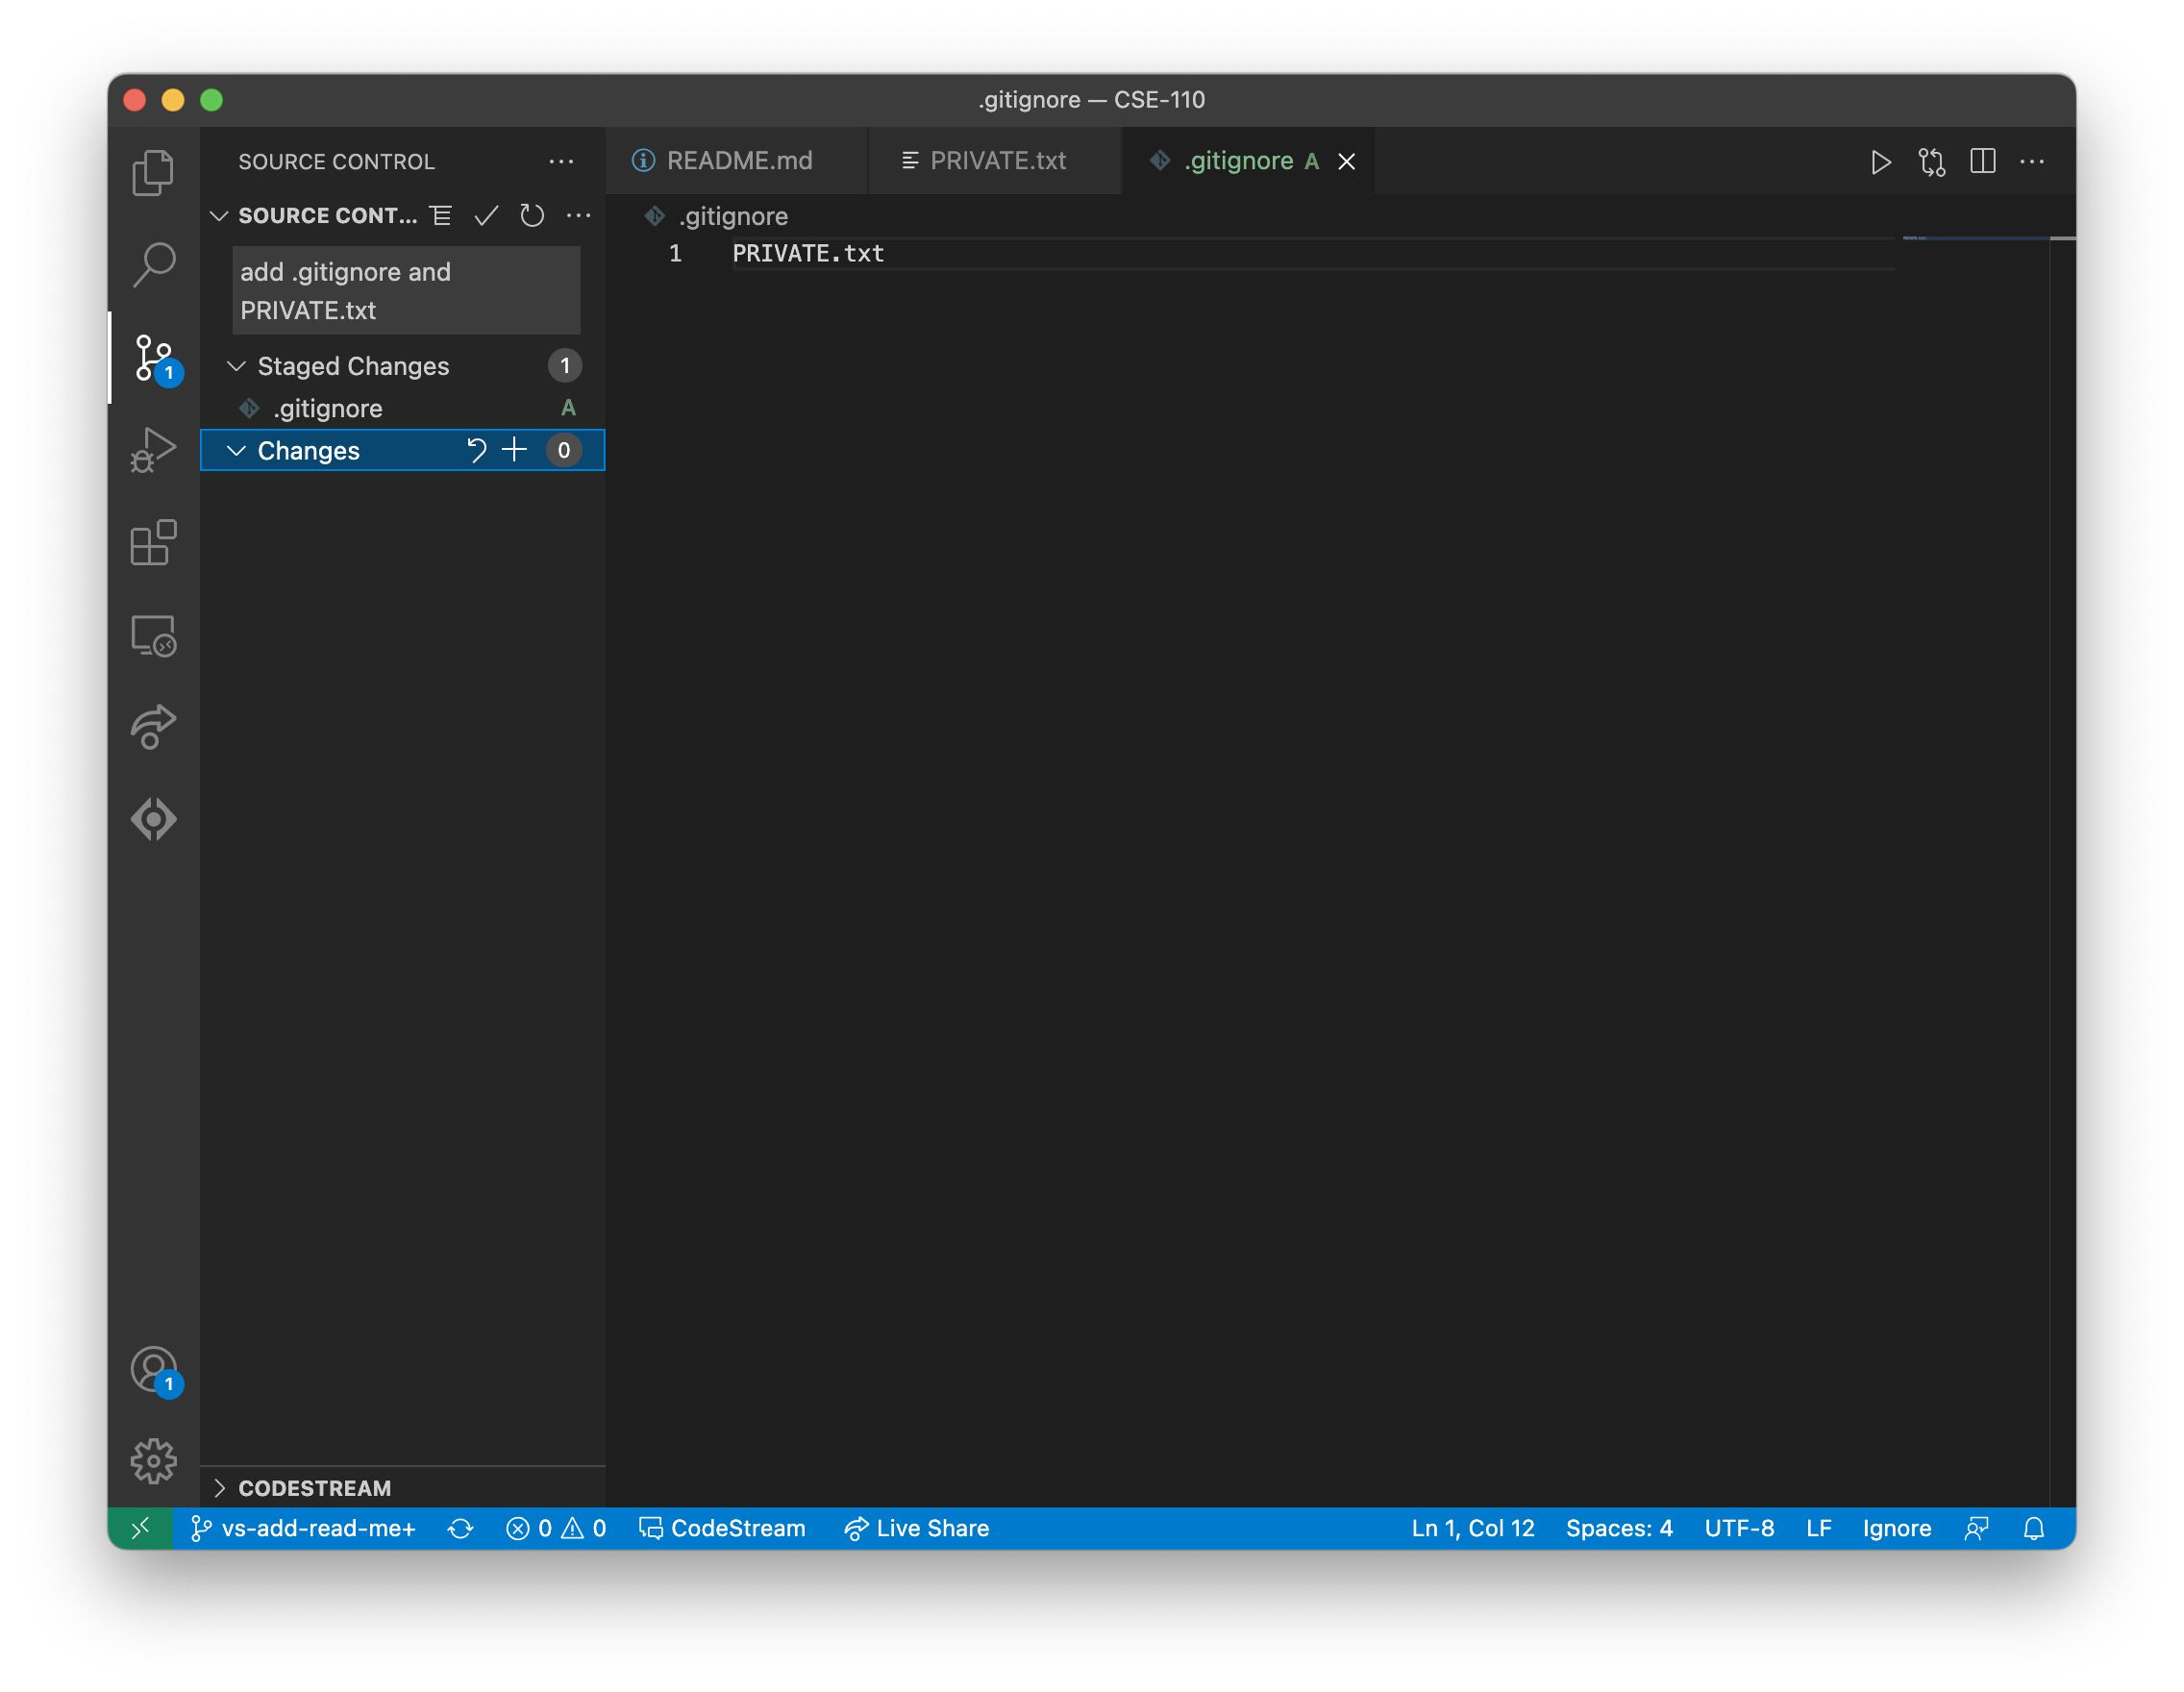 .gitignore — CSE-110
SOURCE CONTROL
README.md
PRIVATE.txt
.gitignore A
SOURCE CONT...
.gitignore
1 PRIVATE.txt
add .gitignore and
PRIVATE.txt
Staged Changes 1
.gitignore A
Changes 0
1
1
CODESTREAM
vs-add-read-me+ 0 0 CodeStream Live Share Ln 1, Col 12 Spaces: 4 UTF-8 LF Ignore